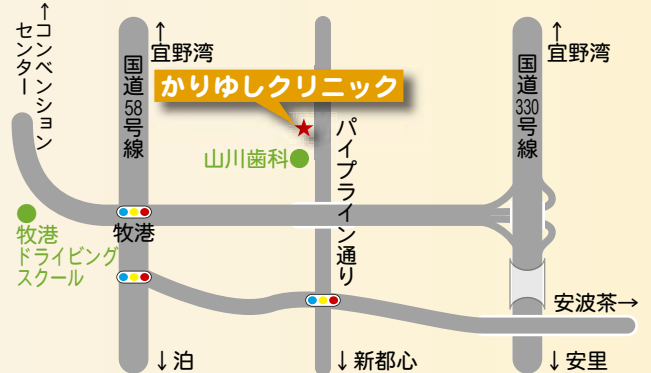 ↑コンベンション
センター
↑
宜野湾
国道58号線
かりゆしクリニック
山川歯科
パイプライン通り
↑
宜野湾
国道330号線
牧港
ドライビング
スクール
牧港
安波茶→
↓泊
↓新都心
↓安里